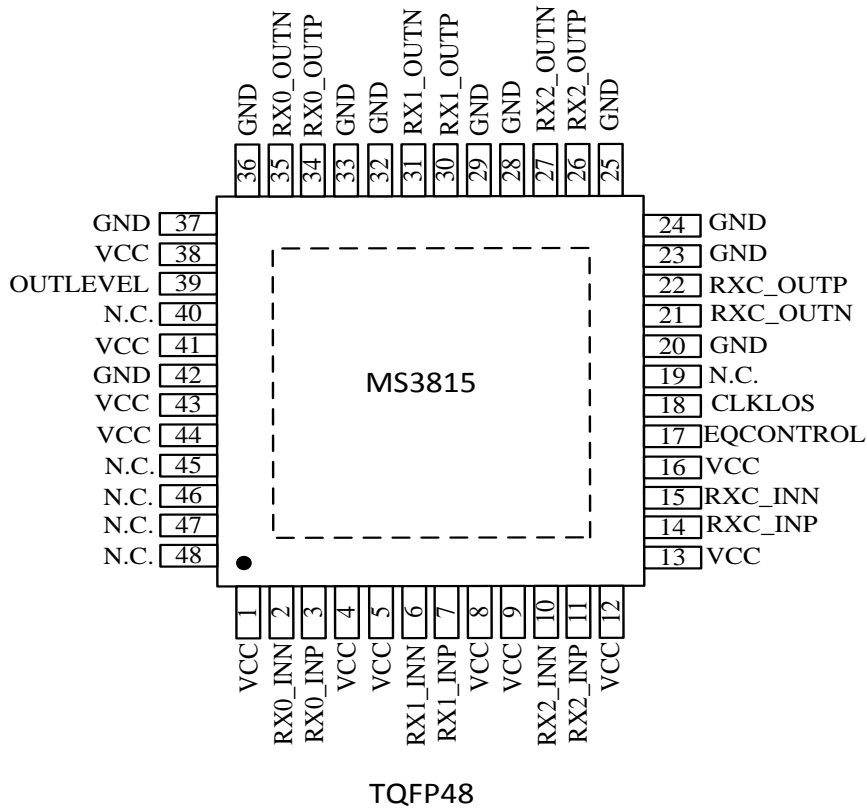 GND RX0_OUTN RX0_OUTP GND GND RX1_OUTN RX1_OUTP GND GND RX2_OUTN RX2_OUTP GND
36 35 34 33 32 31 30 29 28 27 26 25
GND 37
VCC 38
OUTLEVEL 39
N.C. 40
VCC 41
GND 42
VCC 43
VCC 44
N.C. 45
N.C. 46
N.C. 47
N.C. 48
MS3815
24 GND
23 GND
22 RXC_OUTP
21 RXC_OUTN
20 GND
19 N.C.
18 CLKLOS
17 EQCONTROL
16 VCC
15 RXC_INN
14 RXC_INP
13 VCC
1 2 3 4 5 6 7 8 9 10 11 12
VCC RX0_INN RX0_INP VCC VCC RX1_INN RX1_INP VCC VCC RX2_INN RX2_INP VCC
TQFP48